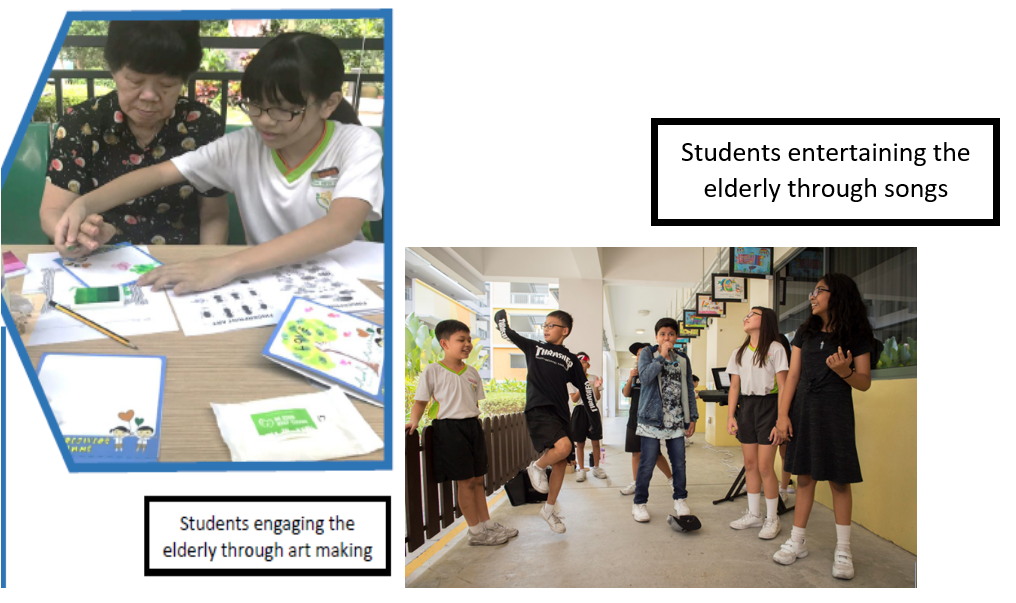 Students entertaining the
elderly through songs
THRASHER
FINGERPRINT ART
Students engaging the
elderly through art making